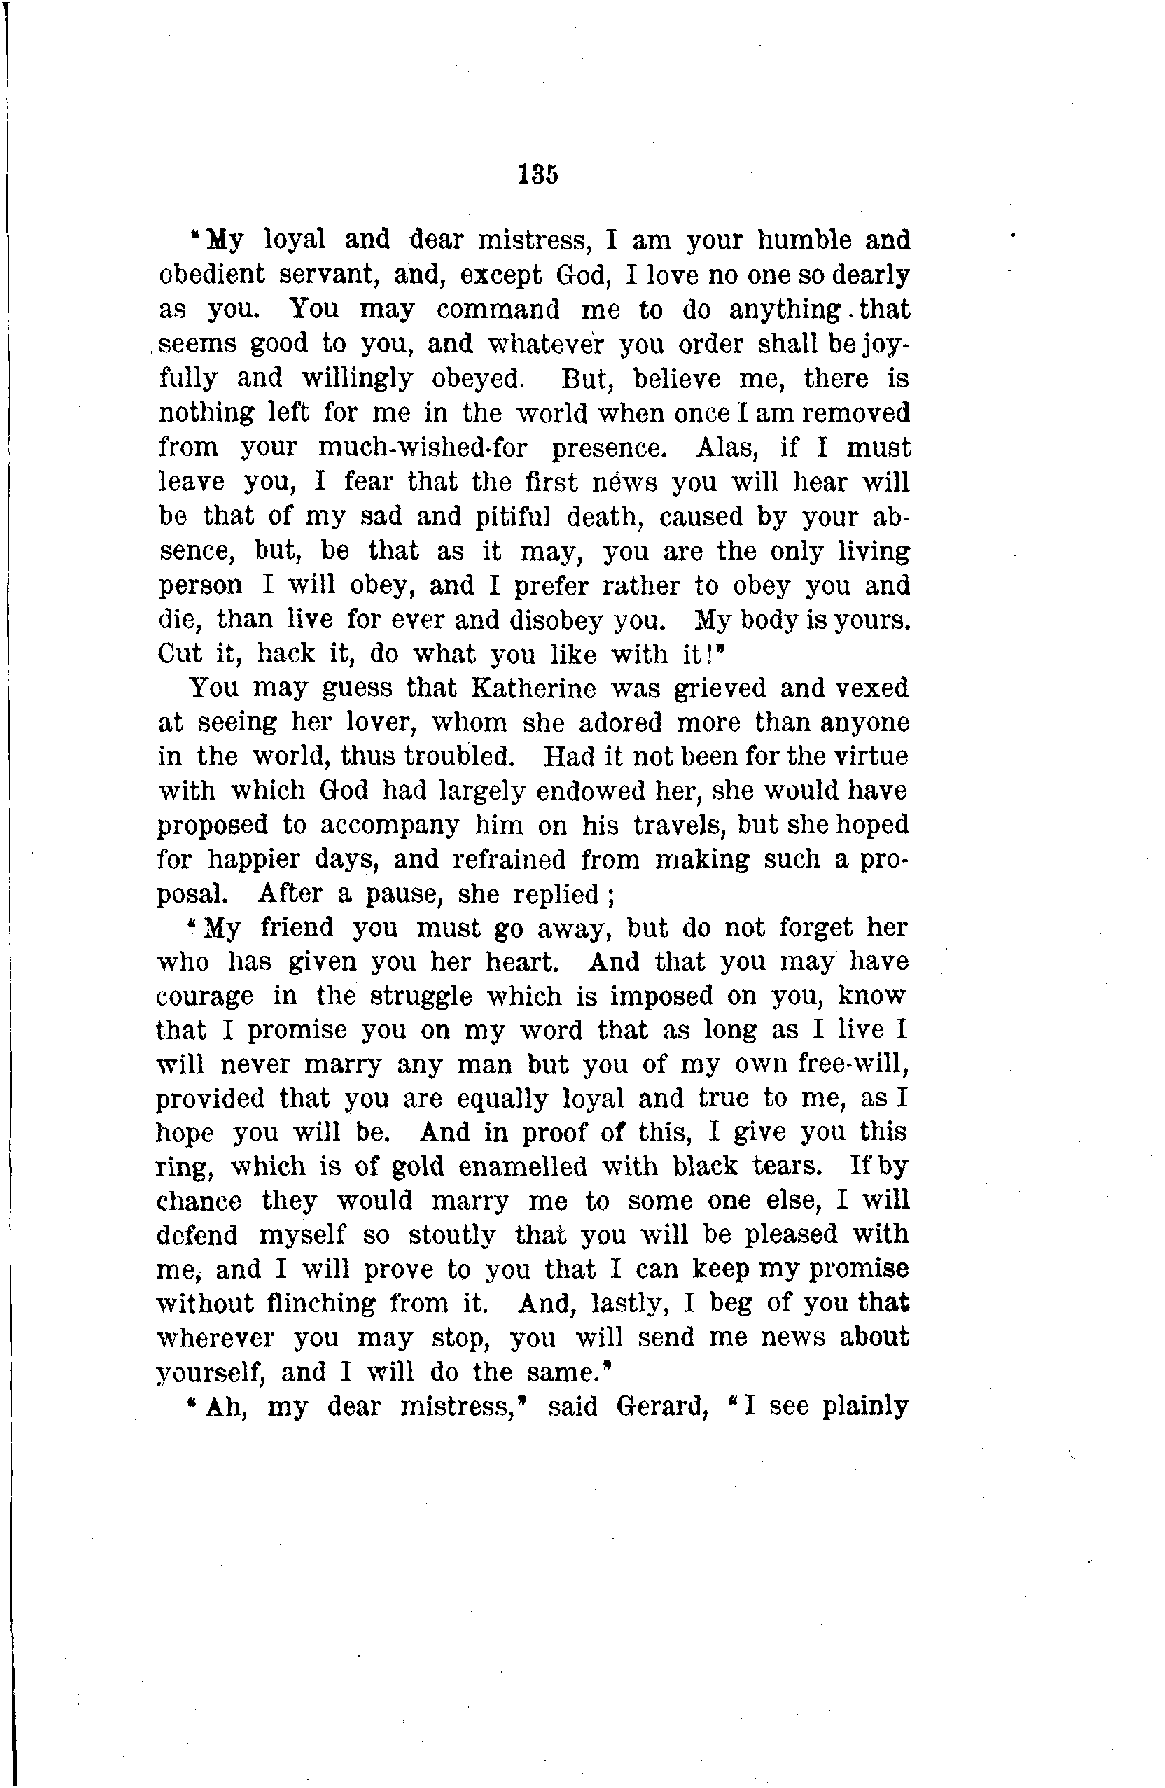 135
"My loyal and dear mistress, I am your humble and
obedient servant, and, except God, I love no one so dearly
as you. You may command me to do anything that
seems good to you, and whatever you order shall be joy-
fully and willingly obeyed. But, believe me, there is
nothing left for me in the world when once I am removed
from your much-wished-for presence. Alas, if I must
leave you, I fear that the first news you will hear will
be that of my sad and pitiful death, caused by your ab-
sence, but, be that as it may, you are the only living
person I will obey, and I prefer rather to obey you and
die, than live for ever and disobey you. My body is yours.
Cut it, hack it, do what you like with it!"
You may guess that Katherine was grieved and vexed
at seeing her lover, whom she adored more than anyone
in the world, thus troubled. Had it not been for the virtue
with which God had largely endowed her, she would have
proposed to accompany him on his travels, but she hoped
for happier days, and refrained from making such a pro-
posal. After a pause, she replied ;
"My friend you must go away, but do not forget her
who has given you her heart. And that you may have
courage in the struggle which is imposed on you, know
that I promise you on my word that as long as I live I
will never marry any man but you of my own free-will,
provided that you are equally loyal and true to me, as I
hope you will be. And in proof of this, I give you this
ring, which is of gold enamelled with black tears. If by
chance they would marry me to some one else, I will
defend myself so stoutly that you will be pleased with
me, and I will prove to you that I can keep my promise
without flinching from it. And, lastly, I beg of you that
wherever you may stop, you will send me news about
yourself, and I will do the same."
"Ah, my dear mistress," said Gerard, "I see plainly